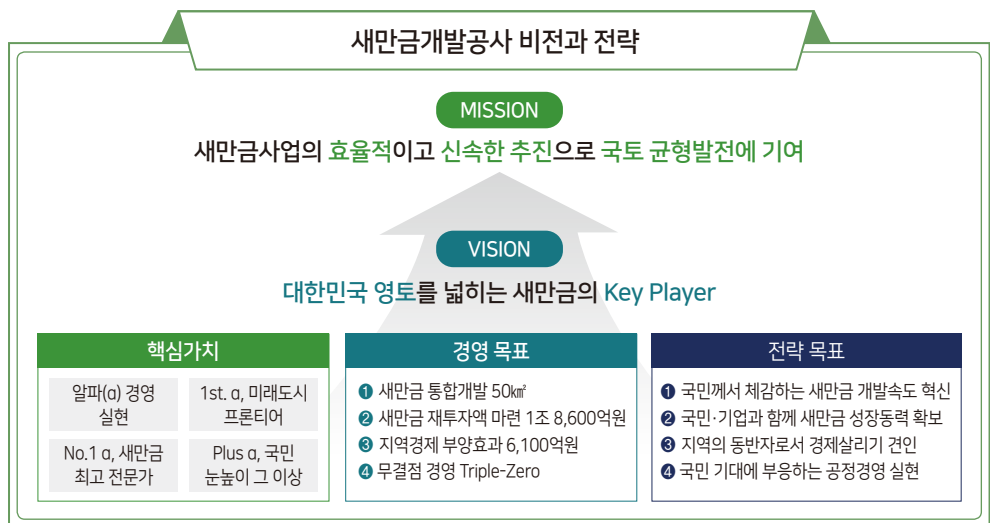 새만금개발공사 비전과 전략
MISSION
새만금사업의 효율적이고 신속한 추진으로 국토 균형발전에 기여
VISION
대한민국 영토를 넓히는 새만금의 Key Player
핵심가치
알파(α) 경영
실현
1st. α, 미래도시
프론티어
No.1 α, 새만금
최고 전문가
Plus α, 국민
눈높이 그 이상
경영 목표
❶ 새만금 통합개발 50㎢
❷ 새만금 재투자액 마련 1조 8,600억원
❸ 지역경제 부양효과 6,100억원
❹ 무결점 경영 Triple-Zero
전략 목표
❶ 국민께서 체감하는 새만금 개발속도 혁신
❷ 국민·기업과 함께 새만금 성장동력 확보
❸ 지역의 동반자로서 경제살리기 견인
❹ 국민 기대에 부응하는 공정경영 실현